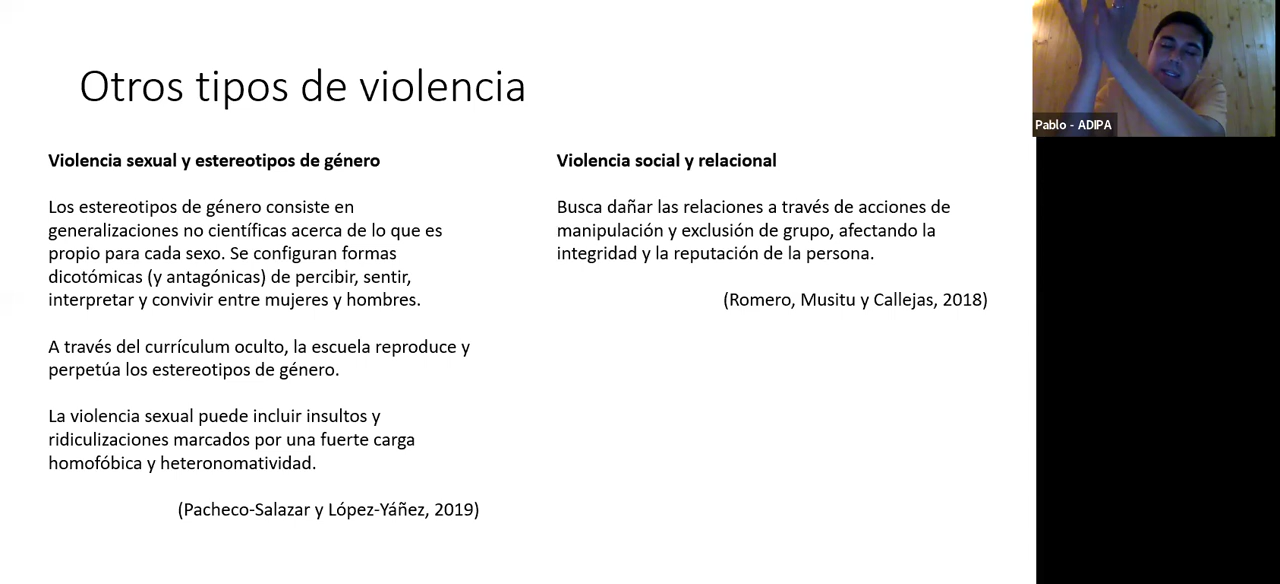 Otros tipos de violencia
Violencia sexual y estereotipos de género
Los estereotipos de género consiste en
generalizaciones no científicas acerca de lo que es
propio para cada sexo. Se configuran formas
dicotómicas (y antagónicas) de percibir, sentir,
interpretar y convivir entre mujeres y hombres.
A través del currículum oculto, la escuela reproduce y
perpetúa los estereotipos de género.
La violencia sexual puede incluir insultos y
ridiculizaciones marcados por una fuerte carga
homofóbica y heteronomatividad.
(Pacheco-Salazar y López-Yáñez, 2019)
Violencia social y relacional
Busca dañar las relaciones a través de acciones de
manipulación y exclusión de grupo, afectando la
integridad y la reputación de la persona.
(Romero, Musitu y Callejas, 2018)
Pablo - ADIPA